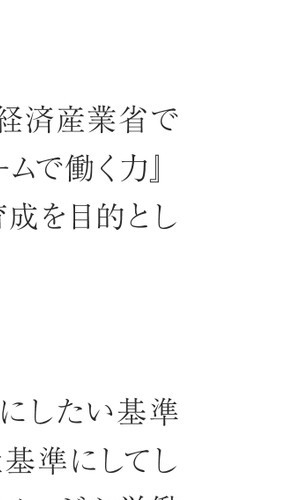 経済産業省で
ームで働く力』
育成を目的とし
にしたい基準
基準にしてし